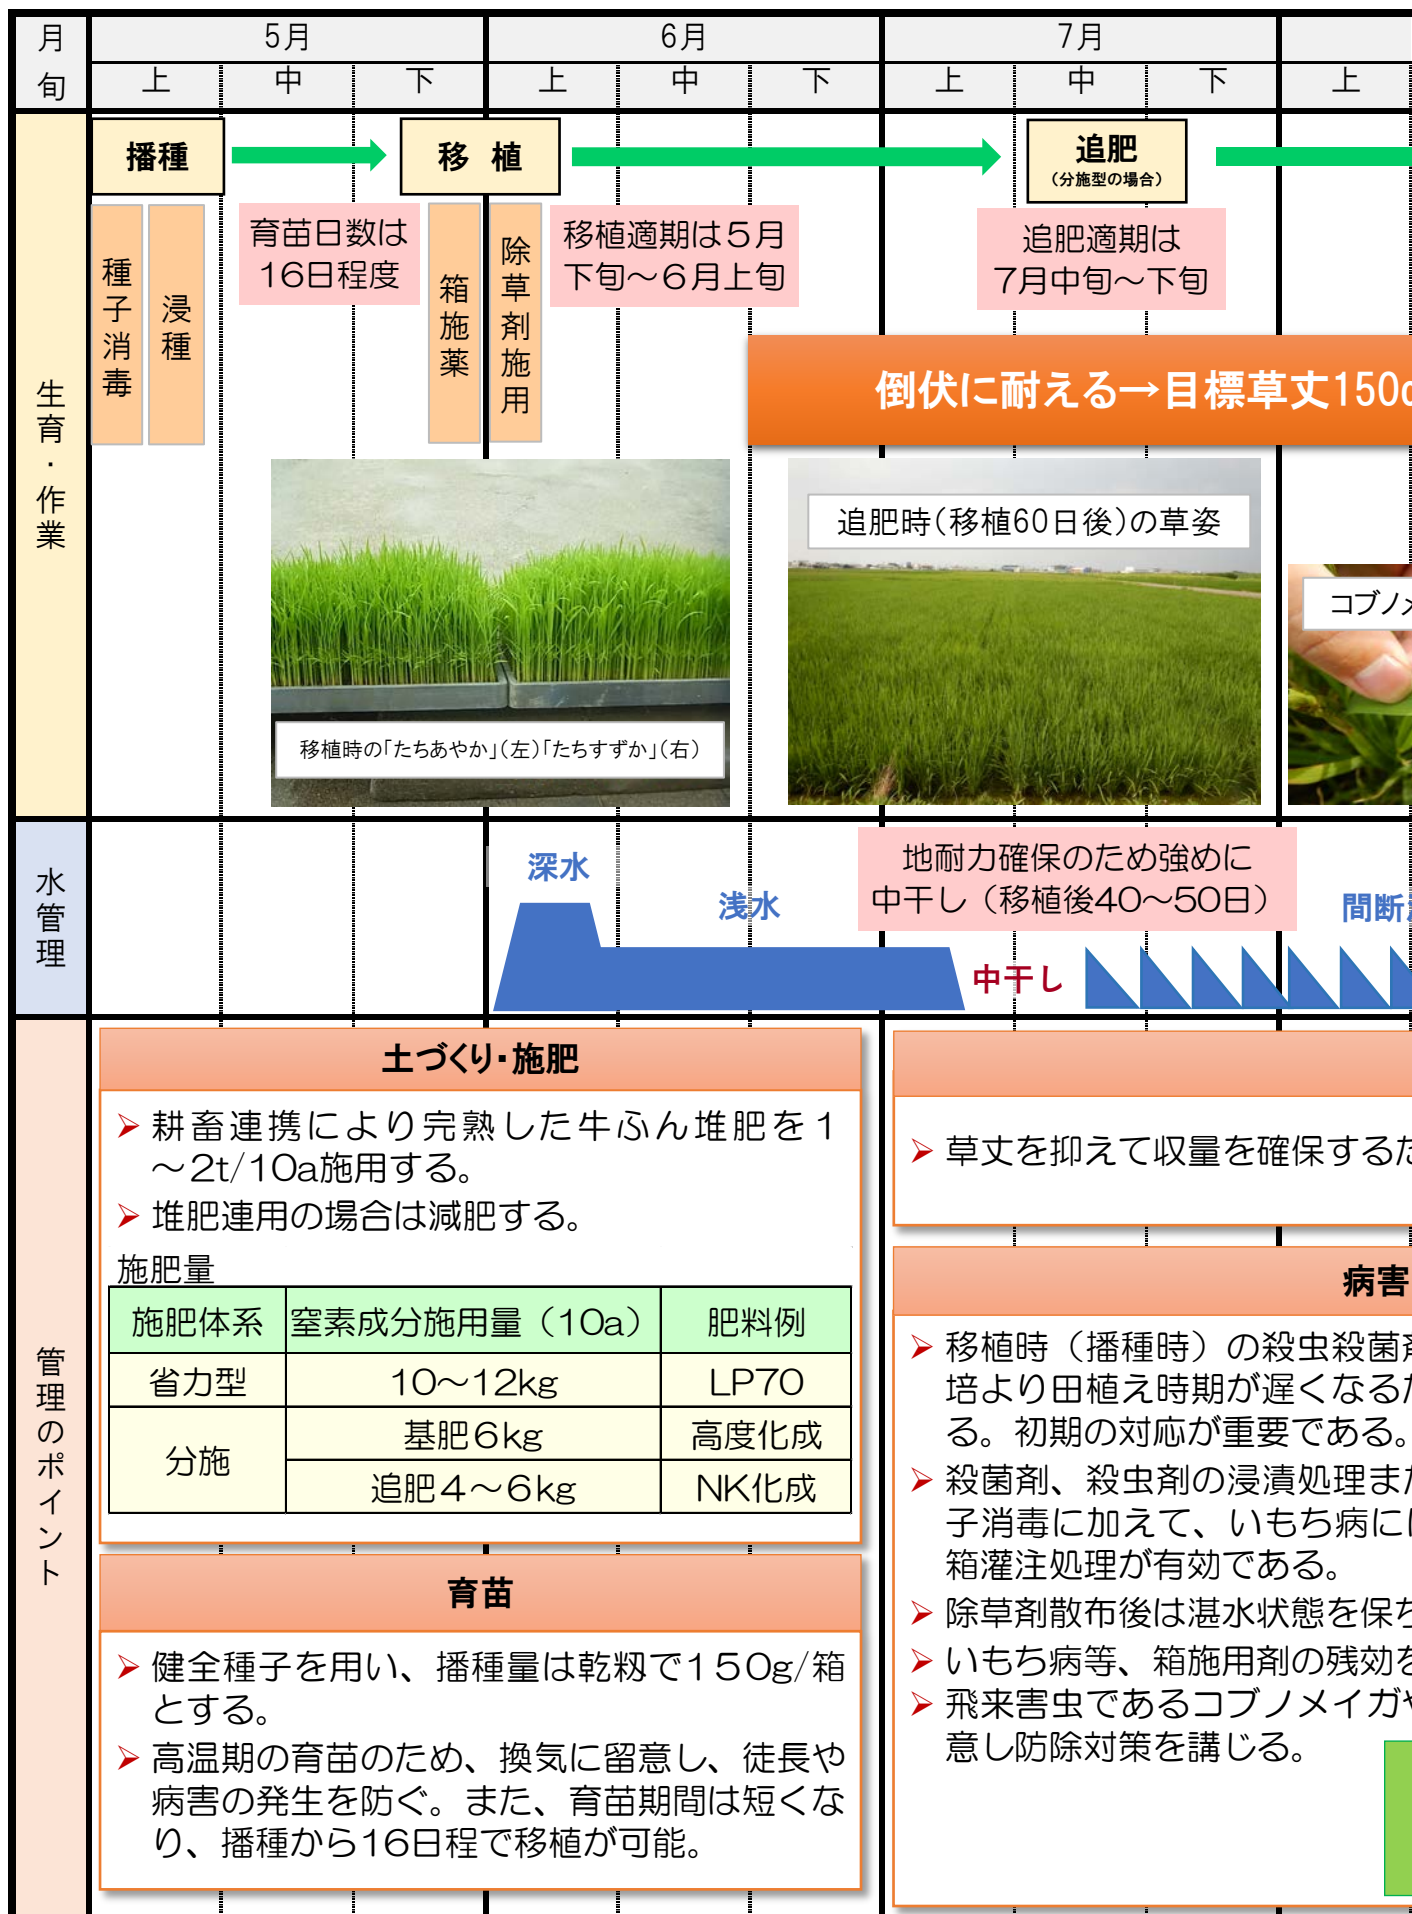 月
5月
6月
7月
旬
上
中
下
上
中
下
上
中
下
上
生育・作業
播種
移 植
追肥
(分施型の場合)
種子消毒
浸種
育苗日数は
16日程度
箱施薬
除草剤施用
移植適期は5月
下旬～6月上旬
追肥適期は
7月中旬～下旬
倒伏に耐える→目標草丈150c
移植時の「たちあやか」(左)「たちすずか」(右)
追肥時(移植60日後)の草姿
コブノメ
水管理
深水
浅水
地耐力確保のため強めに
中干し（移植後40～50日）
中干し
間断
管理のポイント
土づくり・施肥
➢ 耕畜連携により完熟した牛ふん堆肥を1
～2t/10a施用する。
➢ 堆肥連用の場合は減肥する。
施肥量
施肥体系 窒素成分施用量（10a） 肥料例
省力型 10～12kg LP70
分施 基肥6kg 高度化成
追肥4～6kg NK化成
育苗
➢ 健全種子を用い、播種量は乾籾で150g/箱
とする。
➢ 高温期の育苗のため、換気に留意し、徒長や
病害の発生を防ぐ。また、育苗期間は短くな
り、播種から16日程で移植が可能。
➢ 草丈を抑えて収量を確保するた
病害
➢ 移植時（播種時）の殺虫殺菌剤
培より田植え時期が遅くなるた
る。初期の対応が重要である。
➢ 殺菌剤、殺虫剤の浸漬処理また
子消毒に加えて、いもち病には
箱灌注処理が有効である。
➢ 除草剤散布後は湛水状態を保ち
➢ いもち病等、箱施用剤の残効を
➢ 飛来害虫であるコブノメイガや
意し防除対策を講じる。